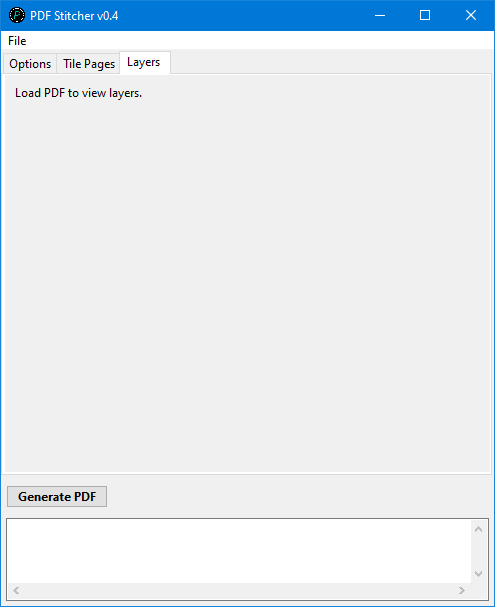 PDF Stitcher v0.4
File
Options Tile Pages Layers
Load PDF to view layers.
Generate PDF